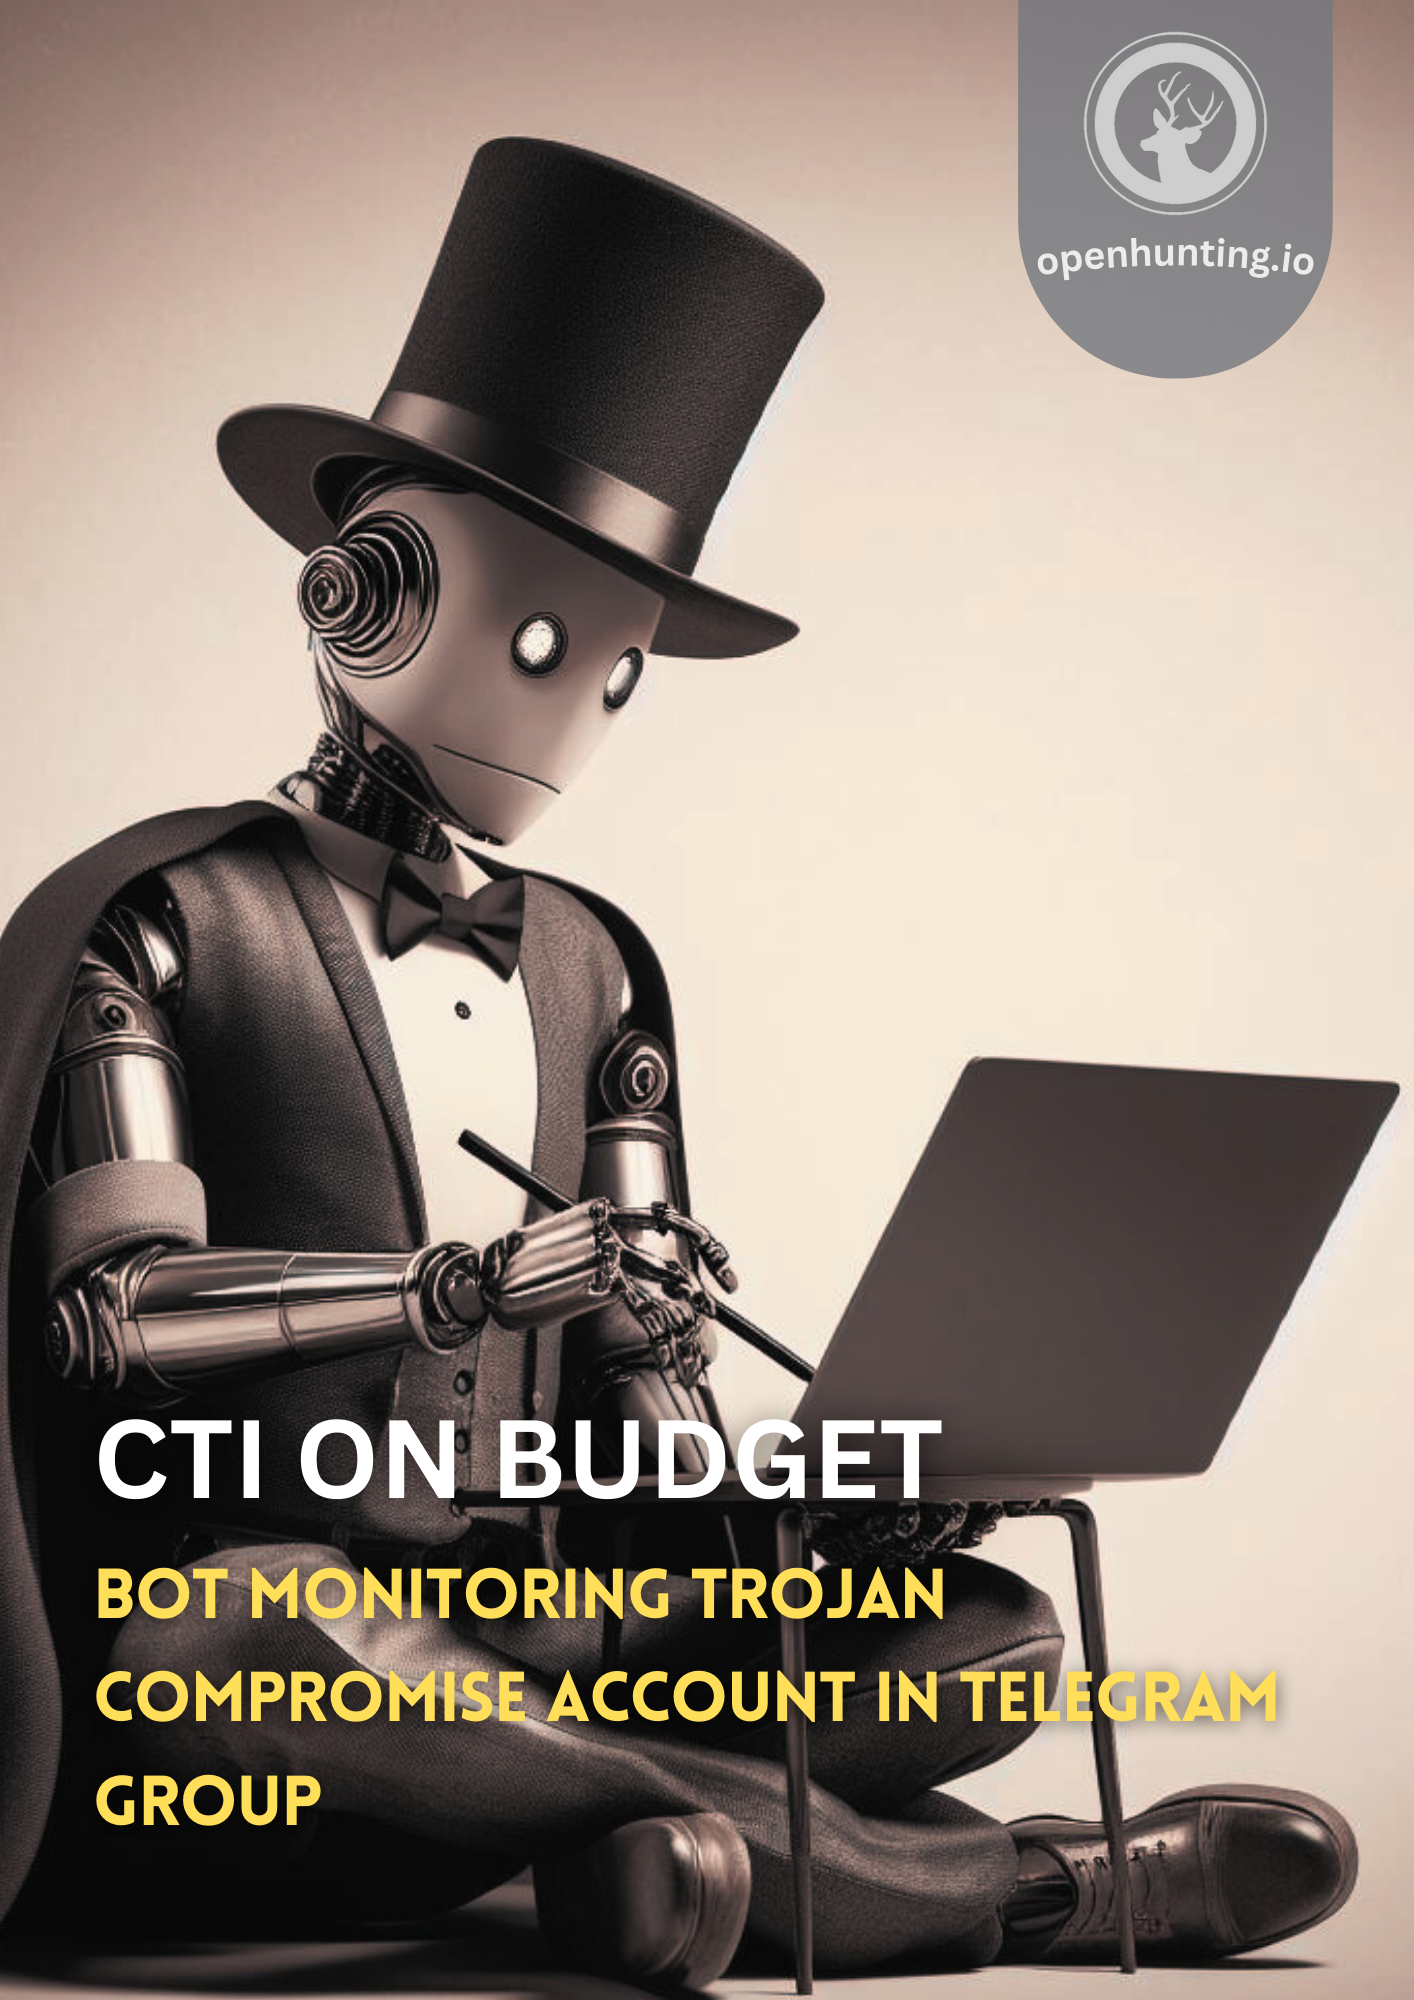 openhunting.io
CTI ON BUDGET
BOT MONITORING TROJAN
COMPROMISE ACCOUNT IN TELEGRAM
GROUP